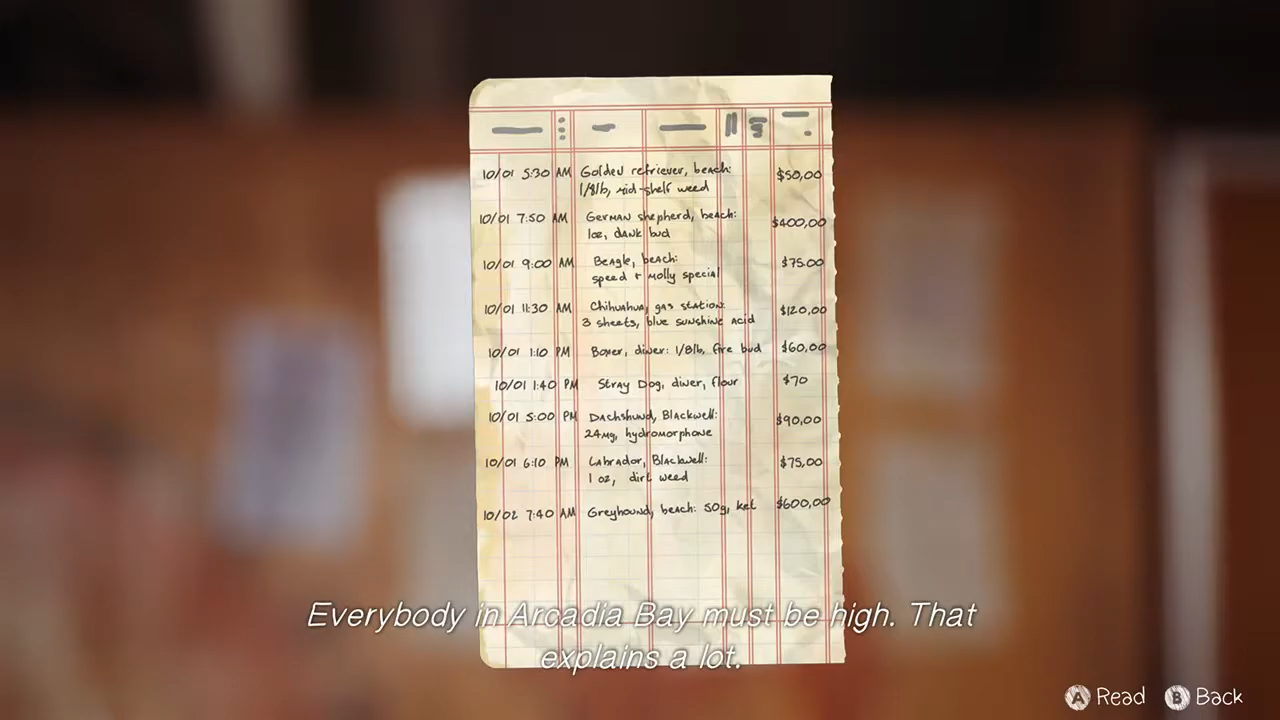 10/01 5:30 AM Golden retriever, beach: $50,00
1/8lb, mid-shelf weed
10/01 7:50 AM German shepherd, beach: $400,00
1oz, dank bud
10/01 9:00 AM Beagle, beach: $75.00
speed + molly special
10/01 11:30 AM Chihuahua, gas station: $120,00
3 sheets, blue sunshine acid
10/01 1:10 PM Boxer, diner: 1/8lb, fire bud $60,00
10/01 1:40 PM Stray Dog, diner, flour $70
10/01 5:00 PM Dachshund, Blackwell: $90,00
24mg, hydromorphone
10/01 6:10 PM Labrador, Blackwell: $75,00
1 oz, dirt weed
10/02 7:40 AM Greyhound, beach: 50g, ket $600,00
Everybody in Arcadia Bay must be high. That
explains a lot.
A Read B Back